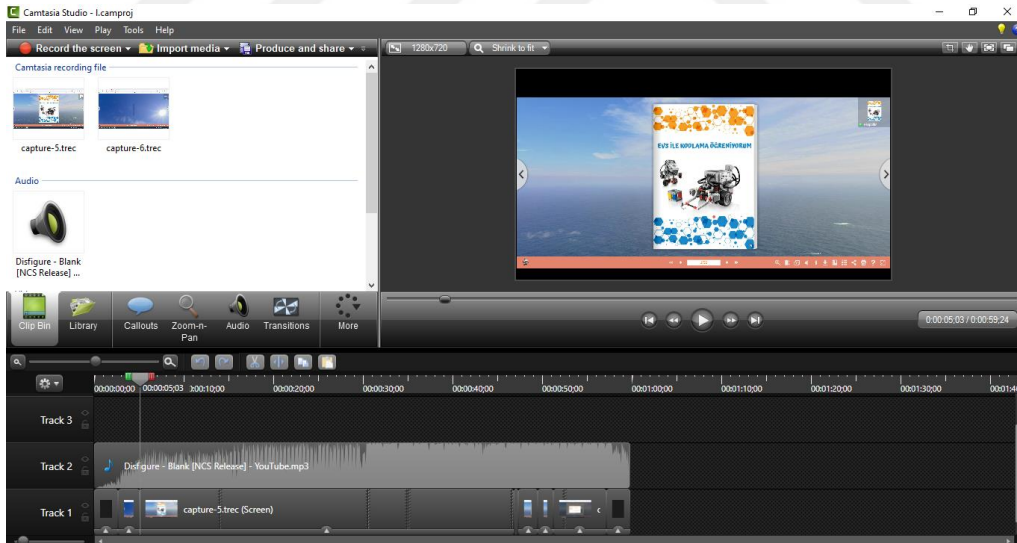 Camtasia Studio - I.camproj
File Edit View Play Tools Help
Record the screen Import media Produce and share
1280x720 Shrink to fit
Camtasia recording file
capture-5.trec capture-6.trec
Audio
Disfigure - Blank
[NCS Release] ...
EV3 İLE KODLAMA ÖĞRENİYORUM
Clip Bin Library Callouts Zoom-n-Pan Audio Transitions More
0:00:05;03 / 0:00:59;24
00:00:00;00 00:00:05;03 00:00:20;00 00:00:30;00 00:00:40;00 00:00:50;00 00:01:00;00 00:01:10;00 00:01:20;00 00:01:30;00
Track 3
Track 2 Disfigure - Blank [NCS Release] - YouTube.mp3
Track 1 capture-5.trec (Screen) c